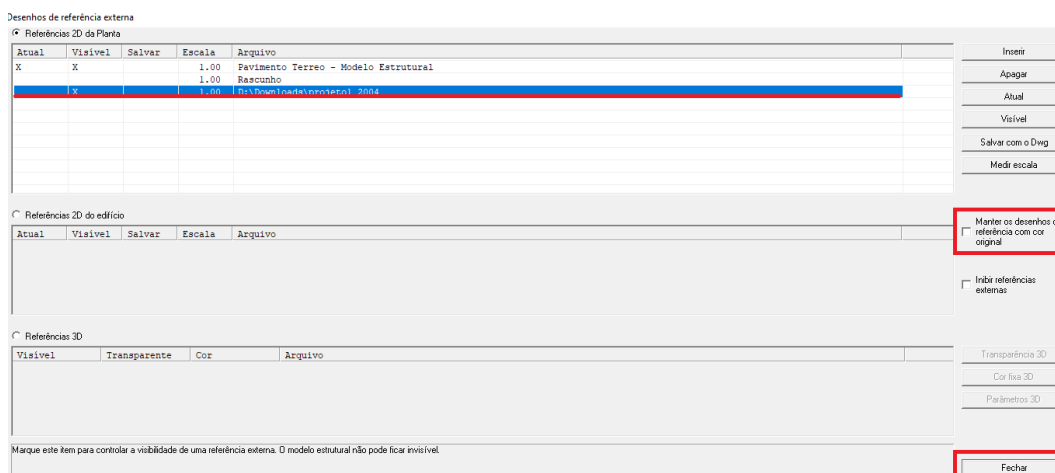 Desenhos de referência externa
Referências 2D da Planta
Atual Visível Salvar Escala Arquivo
X X 1.00 Pavimento Terreo - Modelo Estrutural
1.00 Rascunho
X 1.00 D:\Downloads\projeto1 2004
Inserir
Apagar
Atual
Visível
Salvar com o Dwg
Medir escala
Referências 2D do edifício
Atual Visível Salvar Escala Arquivo
Manter os desenhos d
referência com cor
original
Inibir referências
externas
Referências 3D
Visível Transparente Cor Arquivo
Transparência 3D
Cor fixa 3D
Parâmetros 3D
Marque este item para controlar a visibilidade de uma referência externa. O modelo estrutural não pode ficar invisível.
Fechar